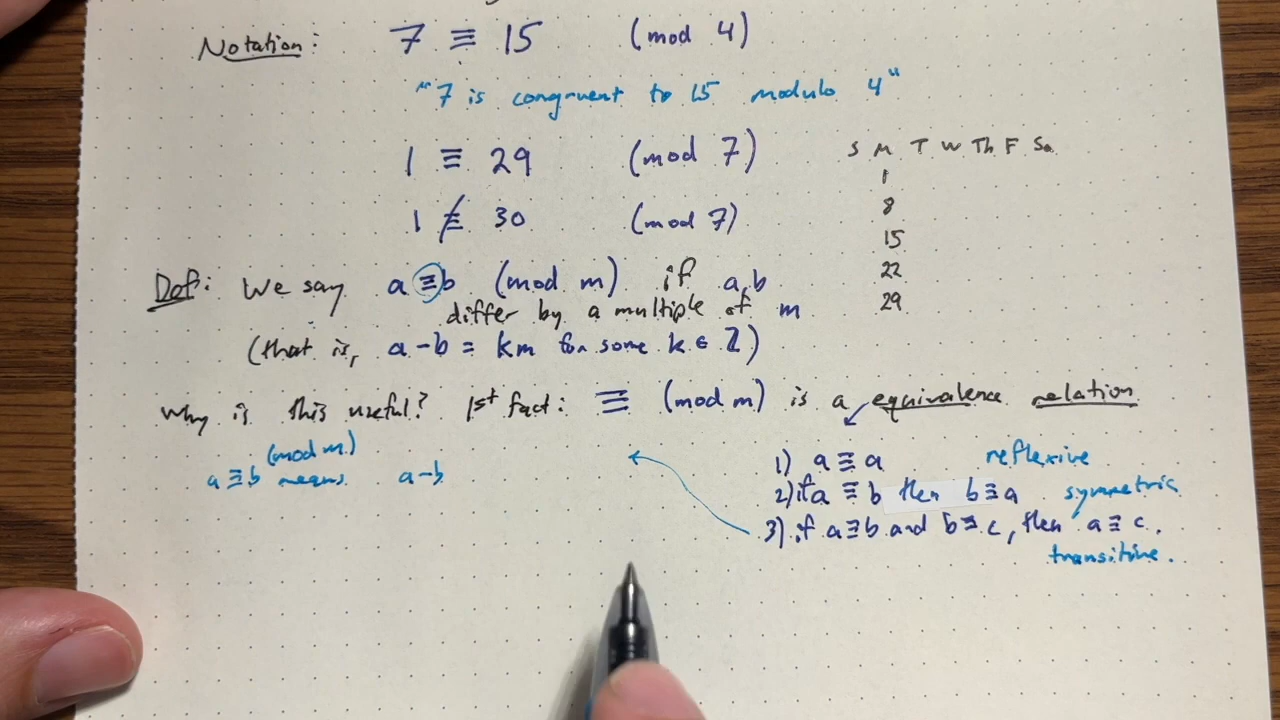 Notation: 7 ≡ 15 (mod 4)
"7 is congruent to 15 modulo 4"
1 ≡ 29 (mod 7)
1 ≢ 30 (mod 7)
S M T W Th F Sa
1
8
15
22
29
Def: We say a ≡ b (mod m) if a, b
differ by a multiple of m
(that is, a-b = km for some k ∈ ℤ)
Why is this useful? 1st fact: ≡ (mod m) is a equivalence relation
(mod m)
a ≡ b means a-b
1) a ≡ a reflexive
2) if a ≡ b then b ≡ a symmetric
3) if a ≡ b and b ≡ c, then a ≡ c.
transitive.